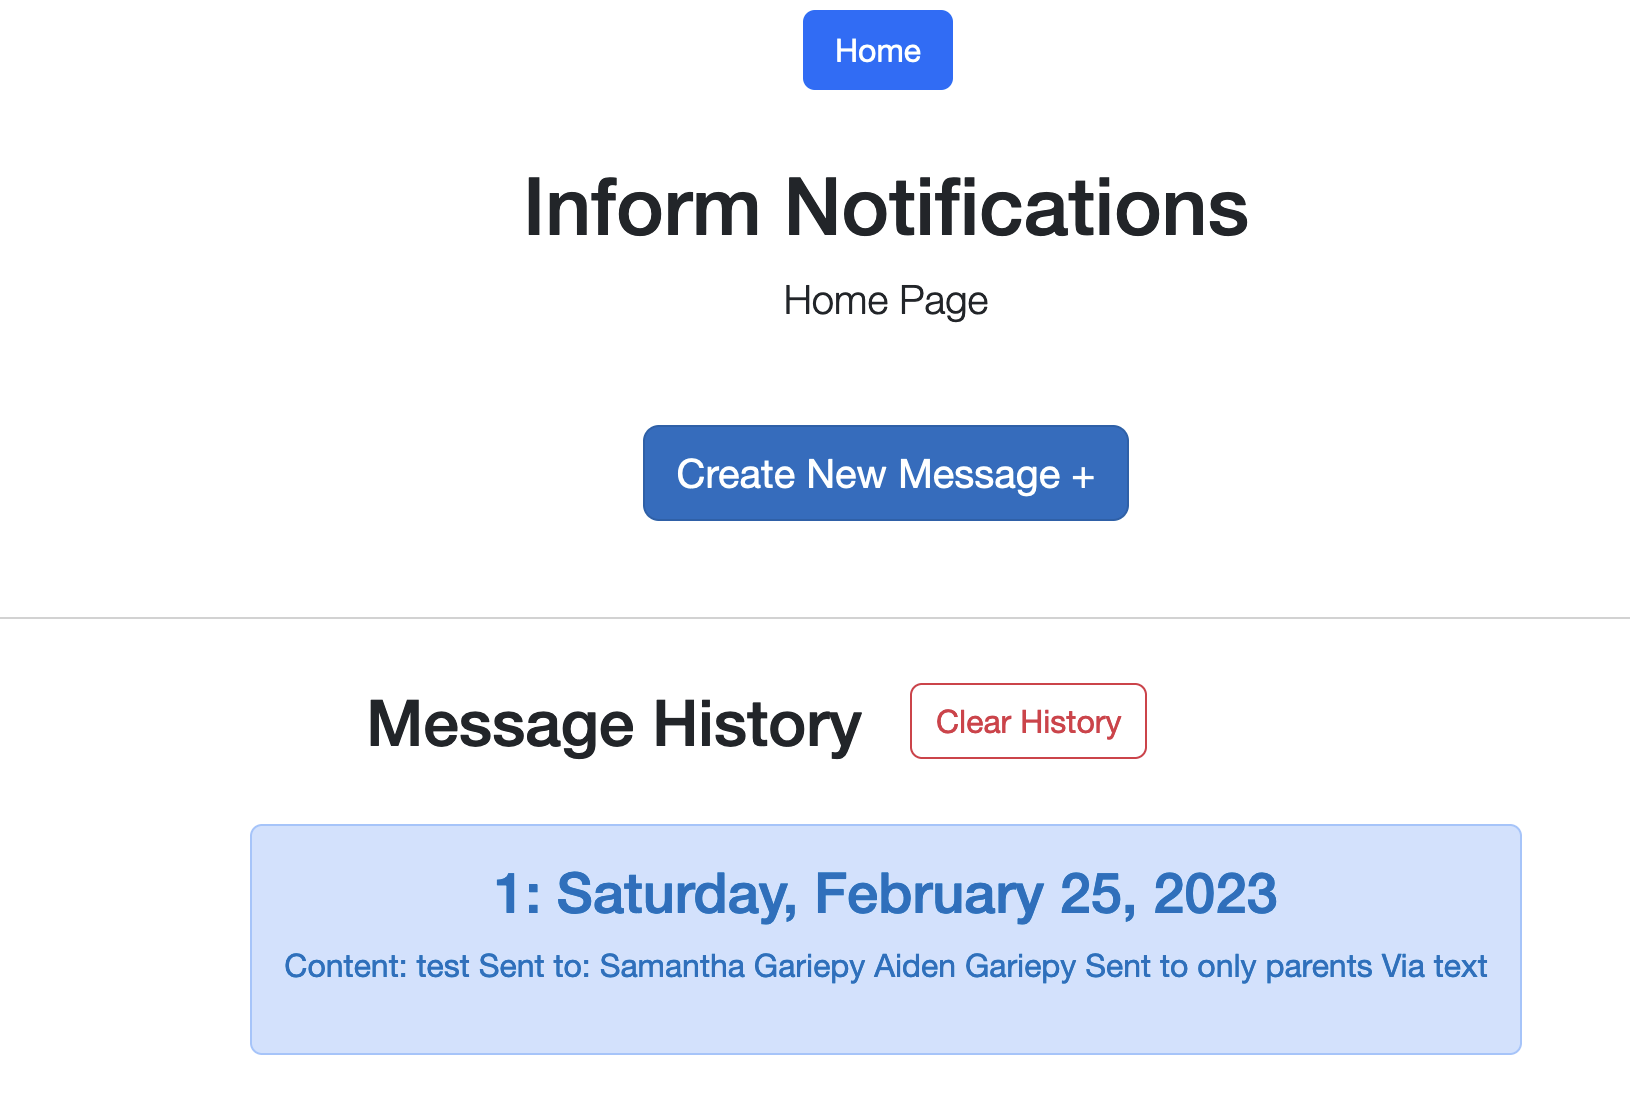 Home
Inform Notifications
Home Page
Create New Message +
Message History
Clear History
1: Saturday, February 25, 2023
Content: test Sent to: Samantha Gariepy Aiden Gariepy Sent to only parents Via text